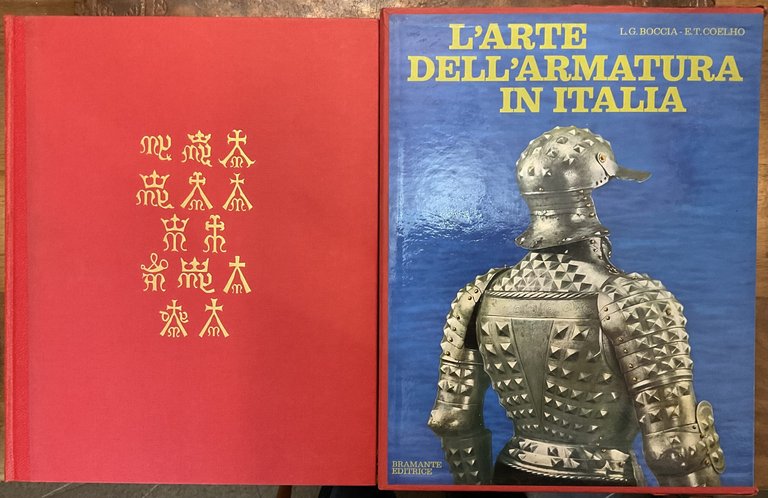 L'ARTE
L.G. BOCCIA - E.T. COELHO
DELL'ARMATURA
IN ITALIA
BRAMANTE
EDITRICE